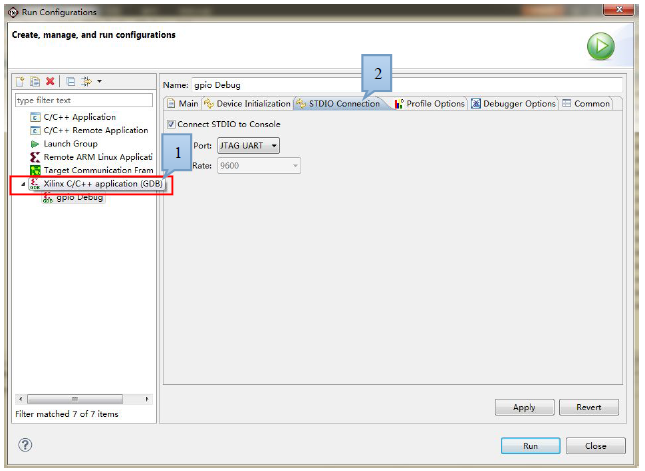 Run Configurations
Create, manage, and run configurations
type filter text
C/C++ Application
C/C++ Remote Application
Launch Group
Remote ARM Linux Applicati
Target Communication Fram
Xilinx C/C++ application (GDB)
gpio Debug
Filter matched 7 of 7 items
1
2
Name: gpio Debug
Main Device Initialization STDIO Connection Profile Options Debugger Options Common
Connect STDIO to Console
Port: JTAG UART
Rate: 9600
Apply Revert
Run Close